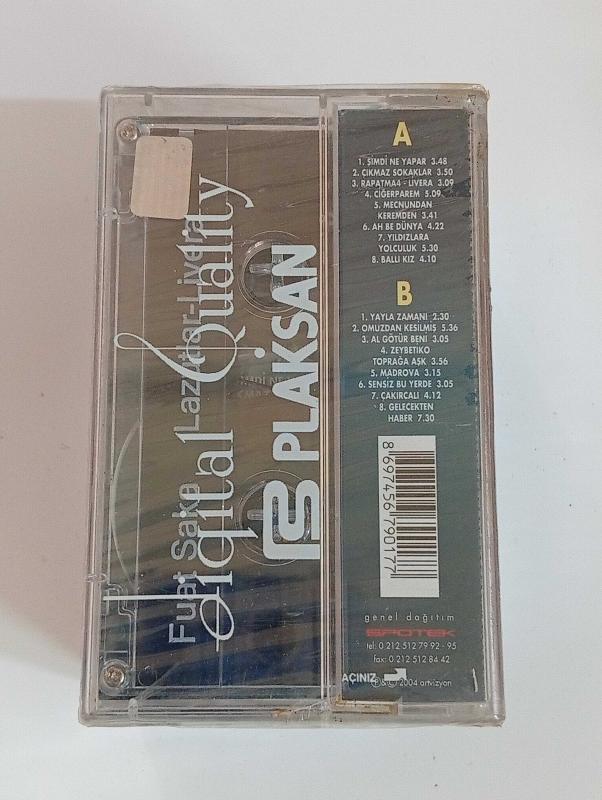 Digital Quality
PLAKSAN
Fuat Saka Lazutlar-Livera
A
1. ŞİMDİ NE YAPAR 3.48
2. ÇIKMAZ SOKAKLAR 3.50
3. RAPATMA4 - LİVERA 3.09
4. CİĞERPAREM 5.09
5. MECNUNDAN
KEREMDEN 3.41
6. AH BE DÜNYA 4.22
7. YILDIZLARA
YOLCULUK 5.30
8. BALLI KIZ 4.10
B
1. YAYLA ZAMANI 2.30
2. OMUZDAN KESİLMİŞ 5.36
3. AL GÖTÜR BENİ 3.05
4. ZEYBETİKO
TOPRAĞA AŞK 3.56
5. MADROVA 3.15
6. SENSİZ BU YERDE 3.05
7. ÇAKIRCALI 4.12
8. GELECEKTEN
HABER 7.30
8 697456 790177
genel dağıtım
SPOTEK
tel: 0 212 512 79 92 - 95
fax: 0 212 512 84 42
AÇINIZ
℗&© 2004 artvizyon